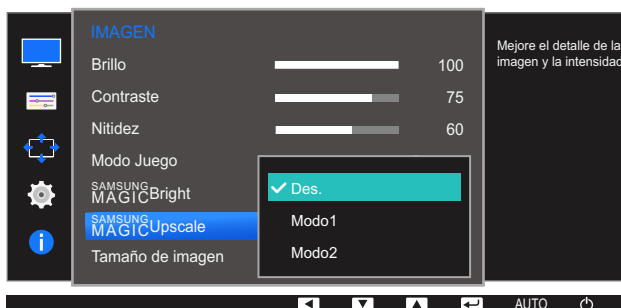 IMAGEN
Brillo 100
Contraste 75
Nitidez 60
Modo Juego
SAMSUNG
MAGICBright
SAMSUNG
MAGICUpscale
Tamaño de imagen
Des.
Modo1
Modo2
Mejore el detalle de la
imagen y la intensidad
AUTO